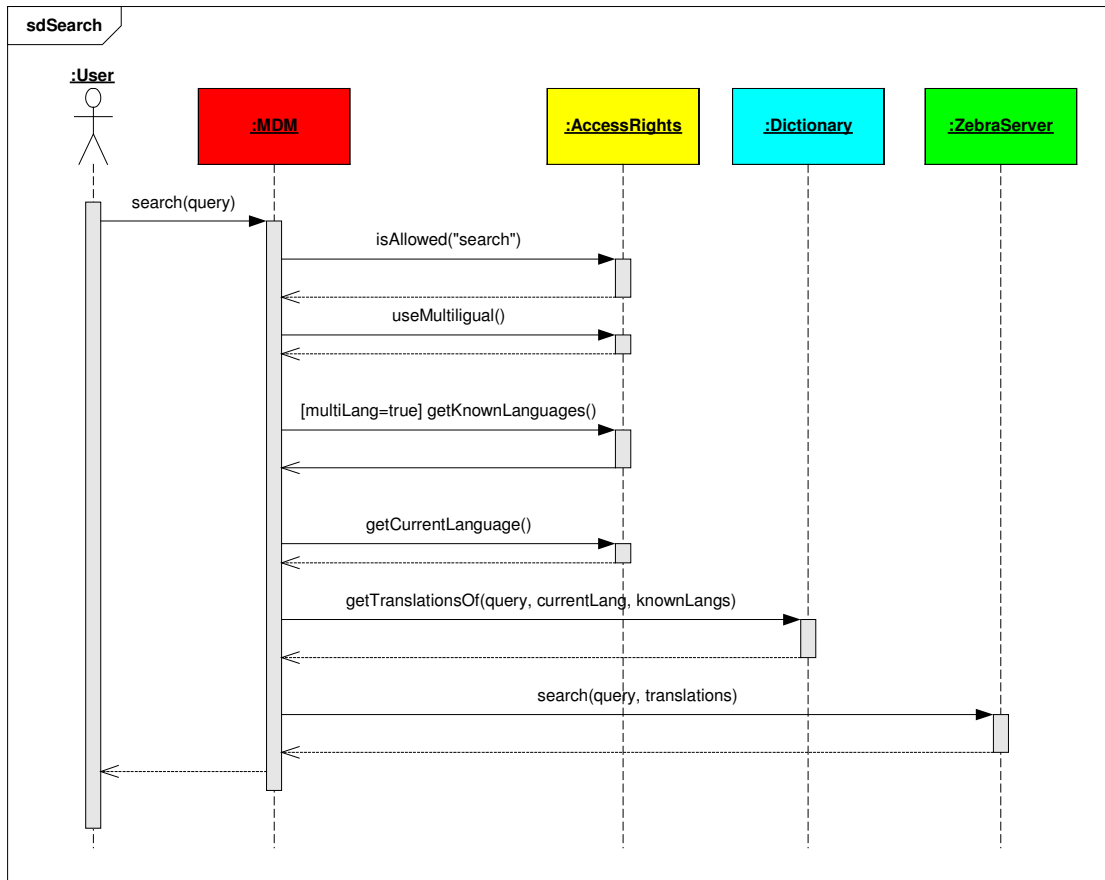 sdSearch
:User
:MDM
:AccessRights
:Dictionary
:ZebraServer
search(query)
isAllowed("search")
useMultiligual()
[multiLang=true] getKnownLanguages()
getCurrentLanguage()
getTranslationsOf(query, currentLang, knownLangs)
search(query, translations)